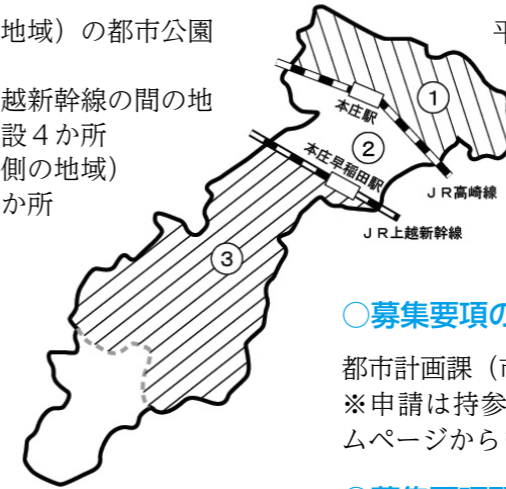 地域）の都市公園
越新幹線の間の地
設４か所
側の地域）
か所
平
①
本庄駅
②
本庄早稲田駅
ＪＲ高崎線
ＪＲ上越新幹線
③
○募集要項の
都市計画課（市
※申請は持参
ムページから